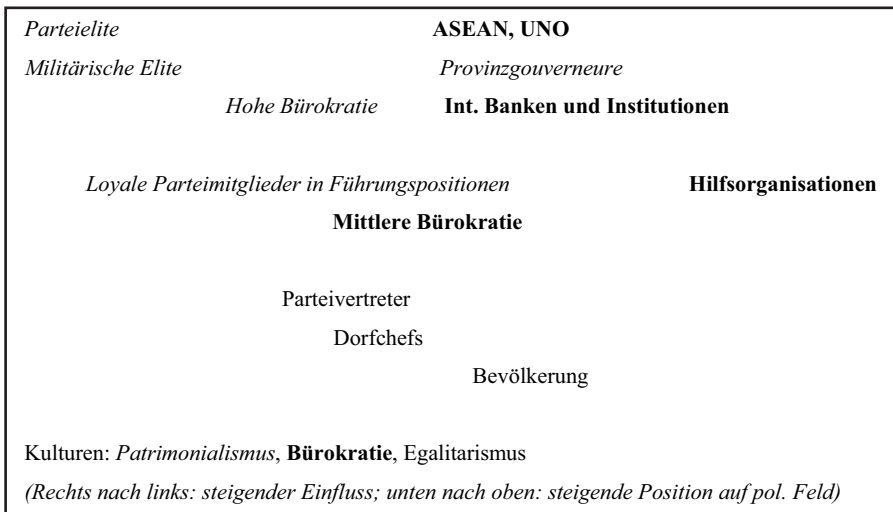 Parteielite ASEAN, UNO
Militärische Elite Provinzgouverneure
Hohe Bürokratie Int. Banken und Institutionen
Loyale Parteimitglieder in Führungspositionen Hilfsorganisationen
Mittlere Bürokratie
Parteivertreter
Dorfchefs
Bevölkerung
Kulturen: Patrimonialismus, Bürokratie, Egalitarismus
(Rechts nach links: steigender Einfluss; unten nach oben: steigende Position auf pol. Feld)